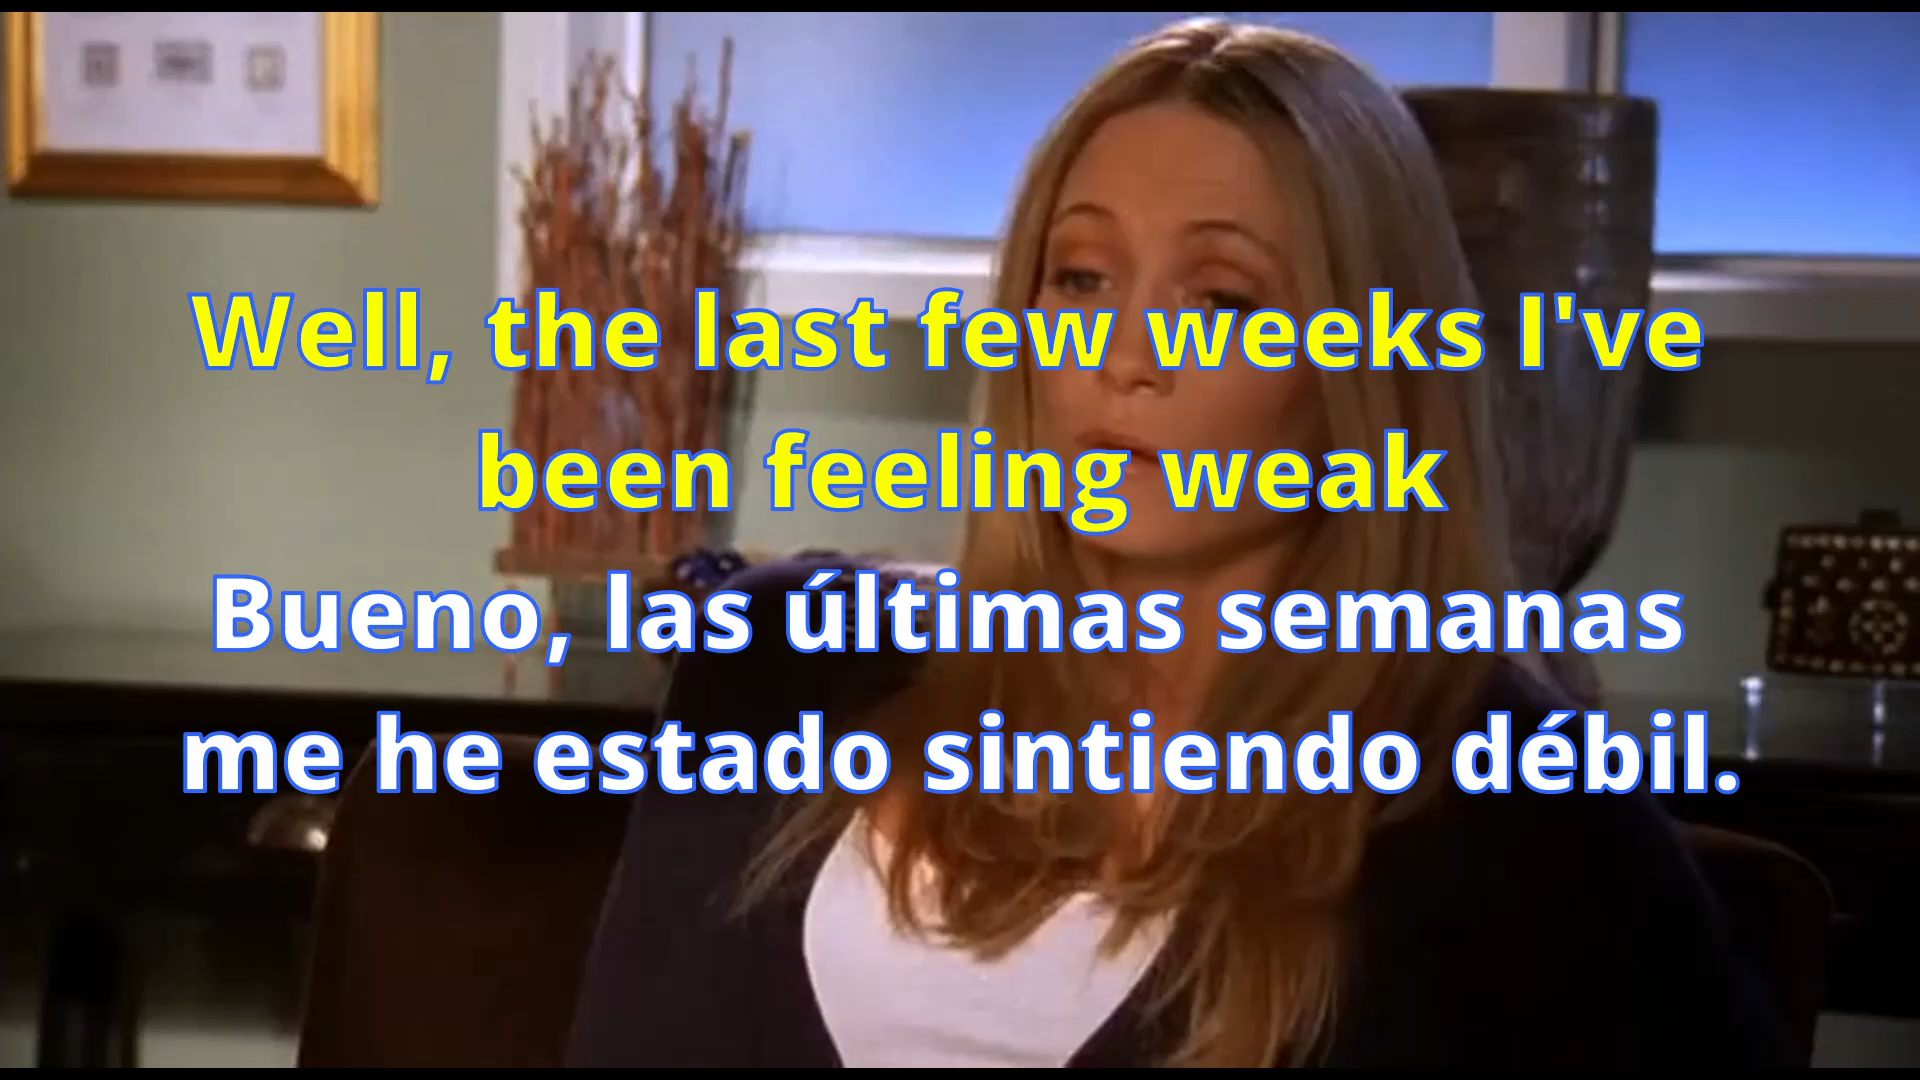 Well, the last few weeks I've
been feeling weak
Bueno, las últimas semanas
me he estado sintiendo débil.